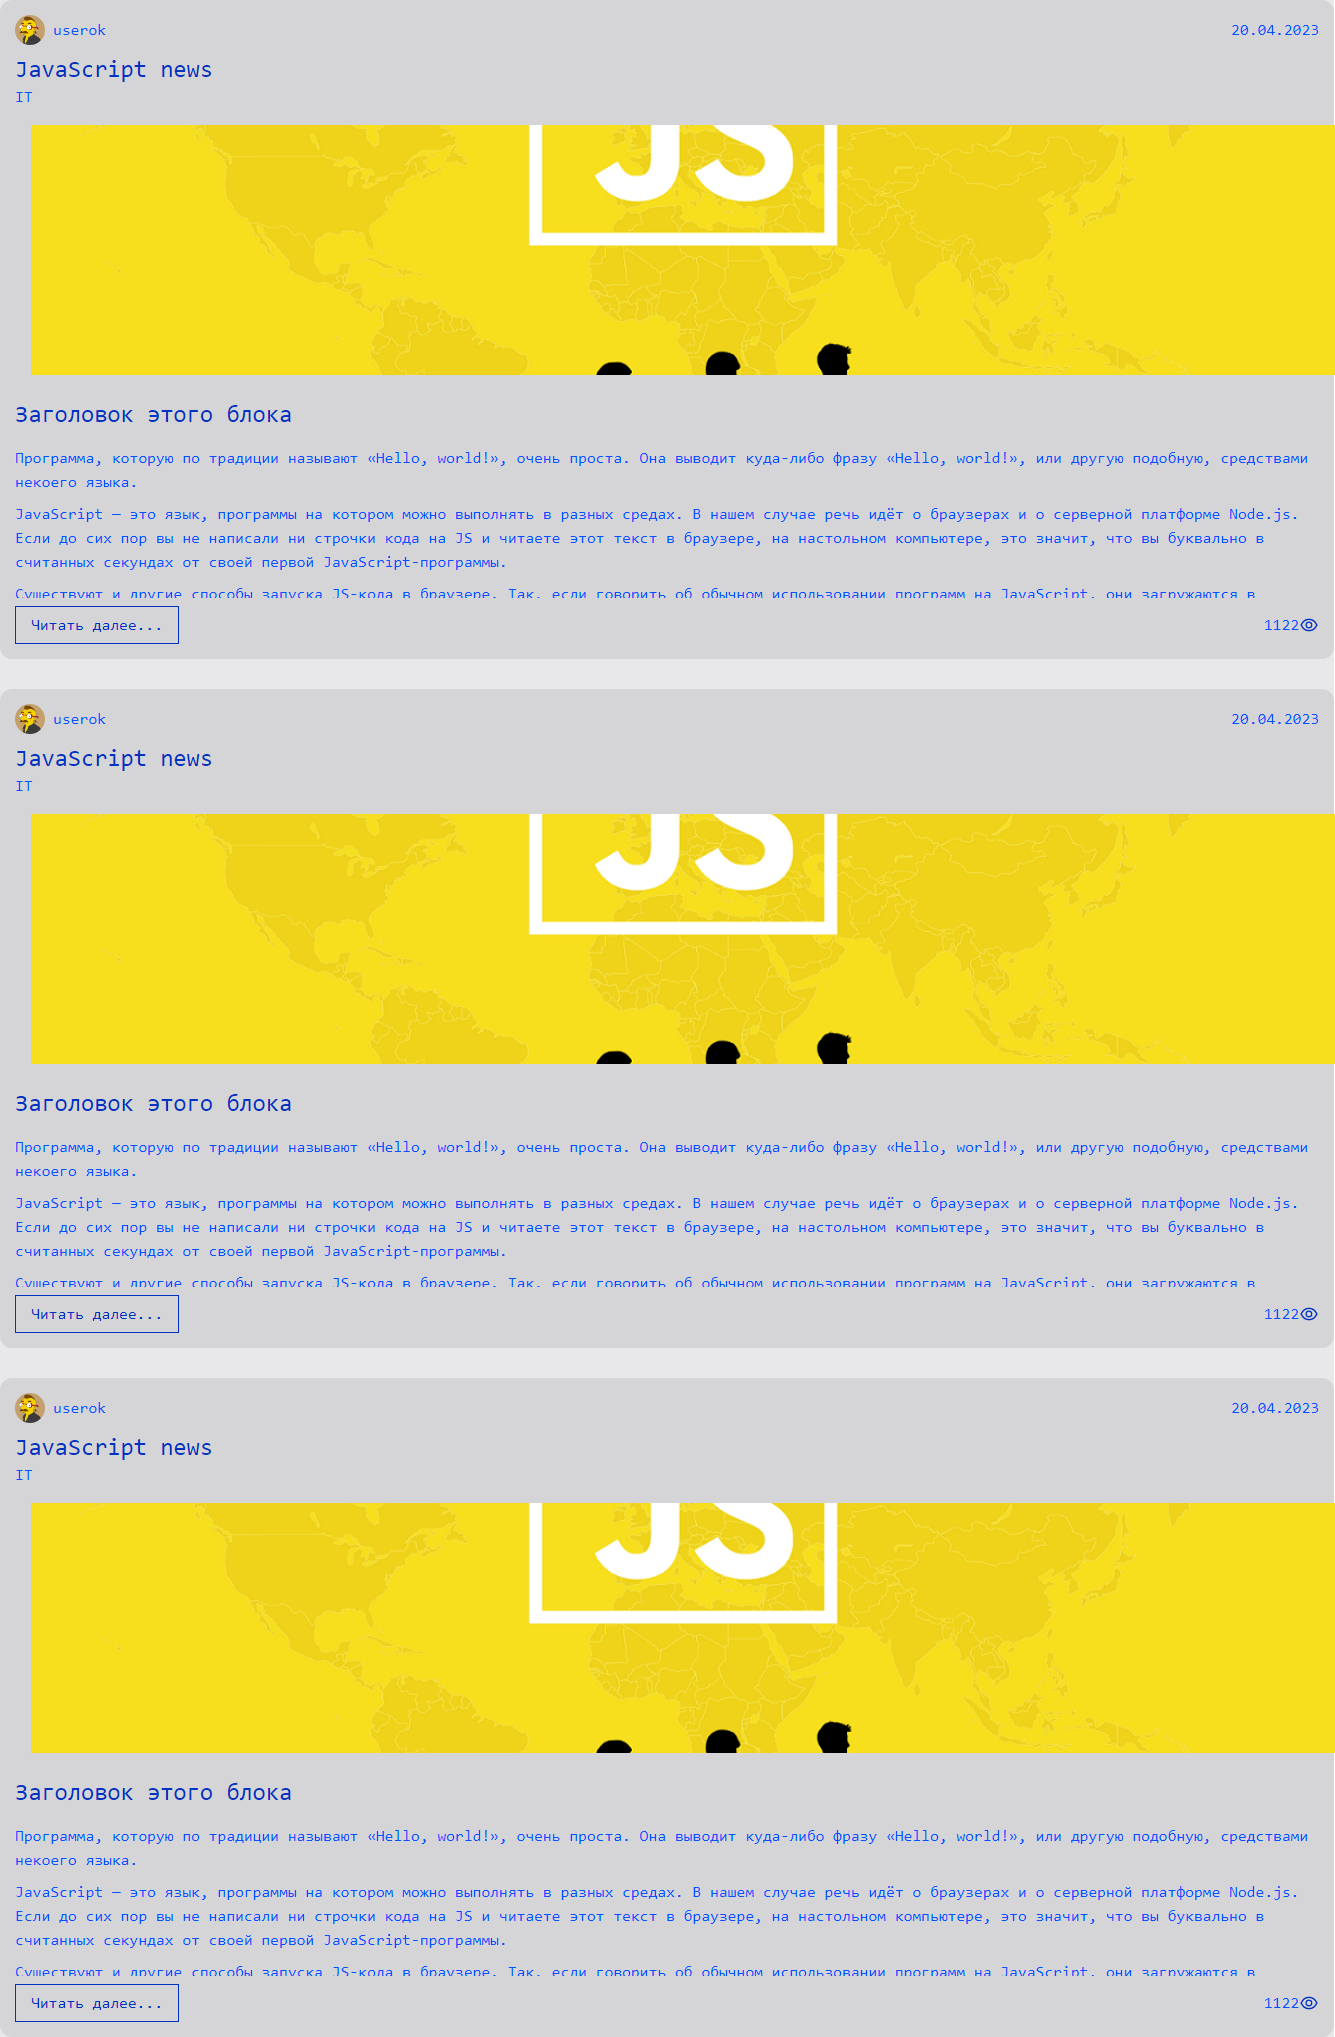 userok
20.04.2023
JavaScript news
IT
JS
Заголовок этого блока
Программа, которую по традиции называют «Hello, world!», очень проста. Она выводит куда-либо фразу «Hello, world!», или другую подобную, средствами
некоего языка.
JavaScript — это язык, программы на котором можно выполнять в разных средах. В нашем случае речь идёт о браузерах и о серверной платформе Node.js.
Если до сих пор вы не написали ни строчки кода на JS и читаете этот текст в браузере, на настольном компьютере, это значит, что вы буквально в
считанных секундах от своей первой JavaScript-программы.
Существуют и другие способы запуска JS-кода в браузере. Так, если говорить об обычном использовании программ на JavaScript, они загружаются в
Читать далее...
1122
userok
20.04.2023
JavaScript news
IT
JS
Заголовок этого блока
Программа, которую по традиции называют «Hello, world!», очень проста. Она выводит куда-либо фразу «Hello, world!», или другую подобную, средствами
некоего языка.
JavaScript — это язык, программы на котором можно выполнять в разных средах. В нашем случае речь идёт о браузерах и о серверной платформе Node.js.
Если до сих пор вы не написали ни строчки кода на JS и читаете этот текст в браузере, на настольном компьютере, это значит, что вы буквально в
считанных секундах от своей первой JavaScript-программы.
Существуют и другие способы запуска JS-кода в браузере. Так, если говорить об обычном использовании программ на JavaScript, они загружаются в
Читать далее...
1122
userok
20.04.2023
JavaScript news
IT
JS
Заголовок этого блока
Программа, которую по традиции называют «Hello, world!», очень проста. Она выводит куда-либо фразу «Hello, world!», или другую подобную, средствами
некоего языка.
JavaScript — это язык, программы на котором можно выполнять в разных средах. В нашем случае речь идёт о браузерах и о серверной платформе Node.js.
Если до сих пор вы не написали ни строчки кода на JS и читаете этот текст в браузере, на настольном компьютере, это значит, что вы буквально в
считанных секундах от своей первой JavaScript-программы.
Существуют и другие способы запуска JS-кода в браузере. Так, если говорить об обычном использовании программ на JavaScript, они загружаются в
Читать далее...
1122